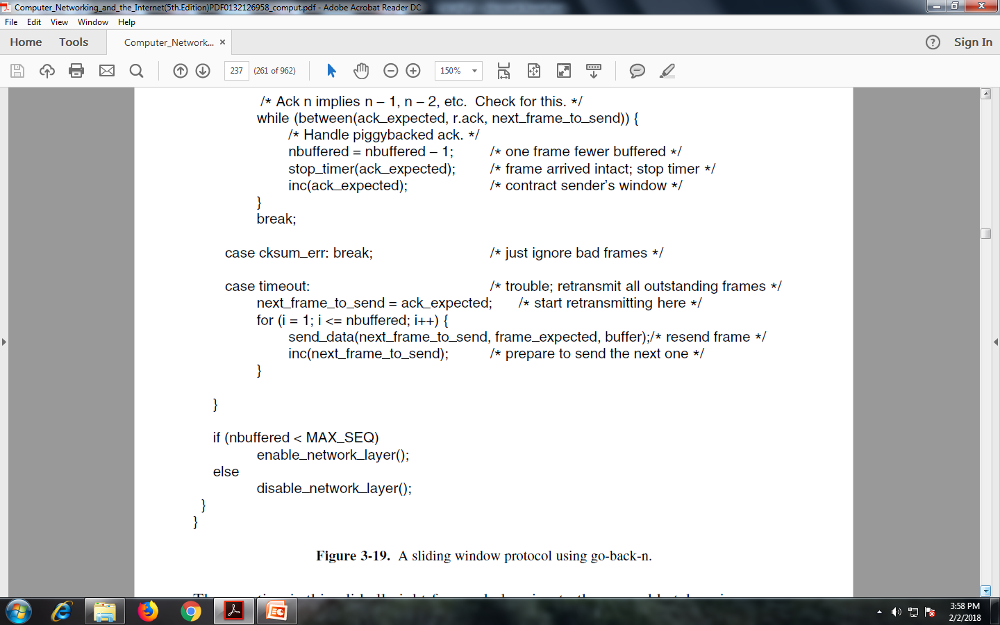 Computer_Networking_and_the_Internet(5th.Edition)PDF0132126958_comput.pdf - Adobe Acrobat Reader DC
File Edit View Window Help
Home Tools Computer_Network... × ? Sign In
237 (261 of 962) 150%
/* Ack n implies n – 1, n – 2, etc. Check for this. */
while (between(ack_expected, r.ack, next_frame_to_send)) {
/* Handle piggybacked ack. */
nbuffered = nbuffered – 1; /* one frame fewer buffered */
stop_timer(ack_expected); /* frame arrived intact; stop timer */
inc(ack_expected); /* contract sender’s window */
}
break;
case cksum_err: break; /* just ignore bad frames */
case timeout: /* trouble; retransmit all outstanding frames */
next_frame_to_send = ack_expected; /* start retransmitting here */
for (i = 1; i <= nbuffered; i++) {
send_data(next_frame_to_send, frame_expected, buffer);/* resend frame */
inc(next_frame_to_send); /* prepare to send the next one */
}
}
if (nbuffered < MAX_SEQ)
enable_network_layer();
else
disable_network_layer();
}
}
Figure 3-19. A sliding window protocol using go-back-n.
3:58 PM
2/2/2018